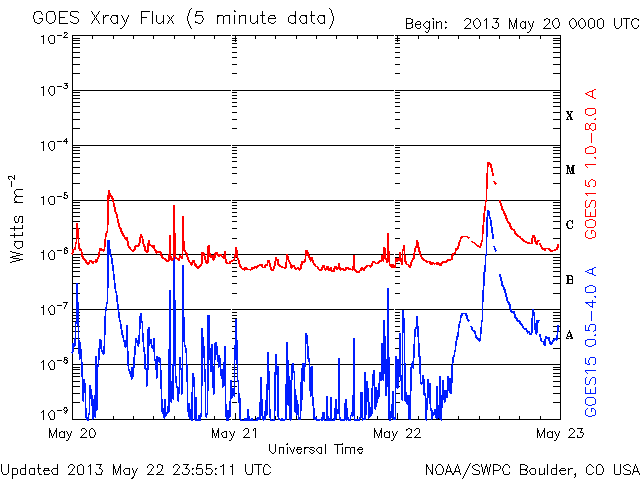 GOES Xray Flux (5 minute data)
Begin: 2013 May 20 0000 UTC
Watts m-2
10-2
10-3
10-4
10-5
10-6
10-7
10-8
10-9
X
M
C
B
A
GOES15 1.0-8.0 A
GOES15 0.5-4.0 A
May 20
May 21
May 22
May 23
Universal Time
Updated 2013 May 22 23:55:11 UTC
NOAA/SWPC Boulder, CO USA